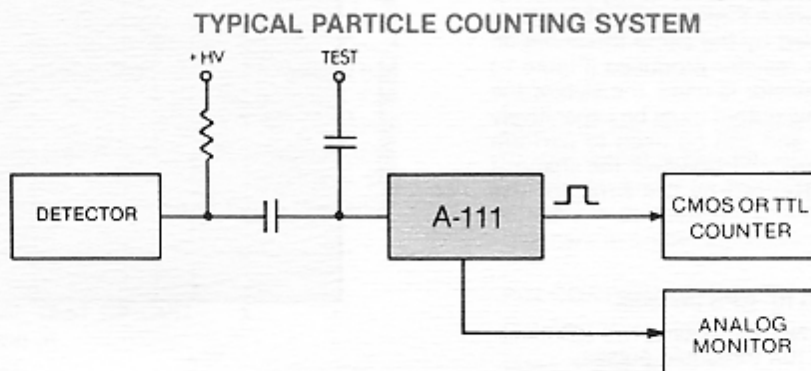 TYPICAL PARTICLE COUNTING SYSTEM
+HV
TEST
DETECTOR
A-111
CMOS OR TTL
COUNTER
ANALOG
MONITOR